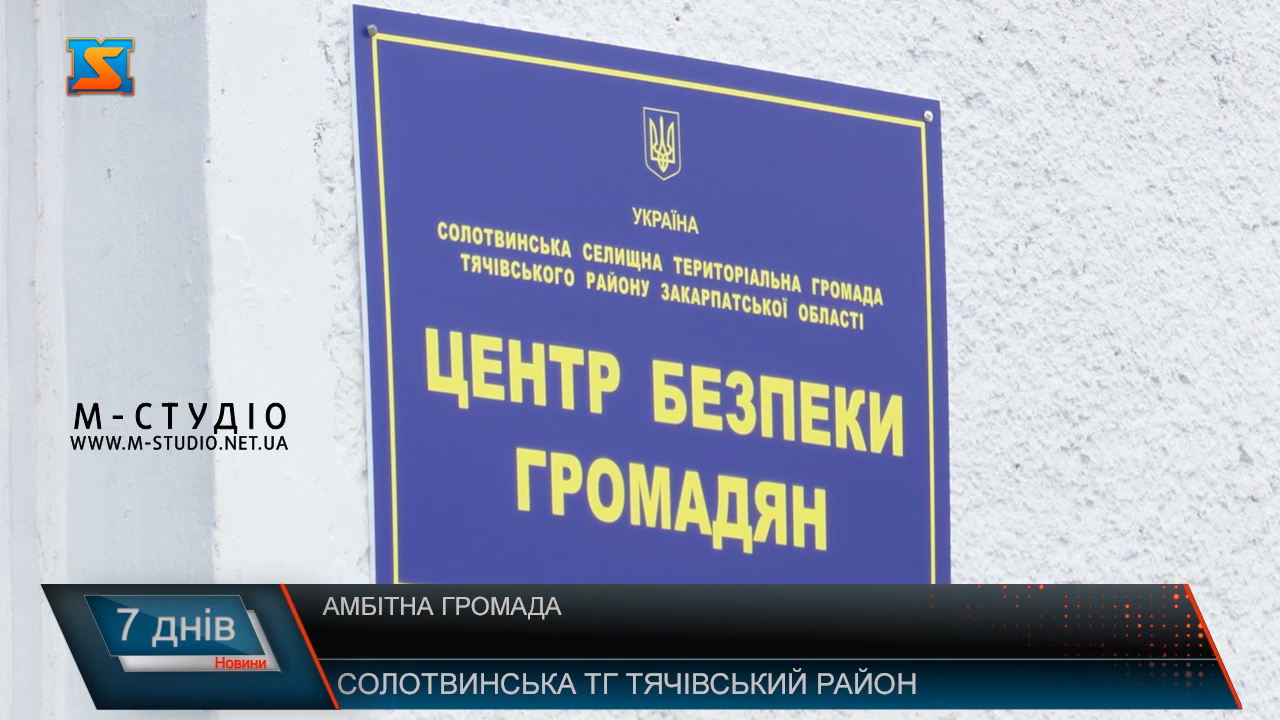 УКРАЇНА
СОЛОТВИНСЬКА СЕЛИЩНА ТЕРИТОРІАЛЬНА ГРОМАДА
ТЯЧІВСЬКОГО РАЙОНУ ЗАКАРПАТСЬКОЇ ОБЛАСТІ
ЦЕНТР БЕЗПЕКИ
ГРОМАДЯН
М-СТУДІО
WWW.M-STUDIO.NET.UA
7 днів
Новини
АМБІТНА ГРОМАДА
СОЛОТВИНСЬКА ТГ ТЯЧІВСЬКИЙ РАЙОН